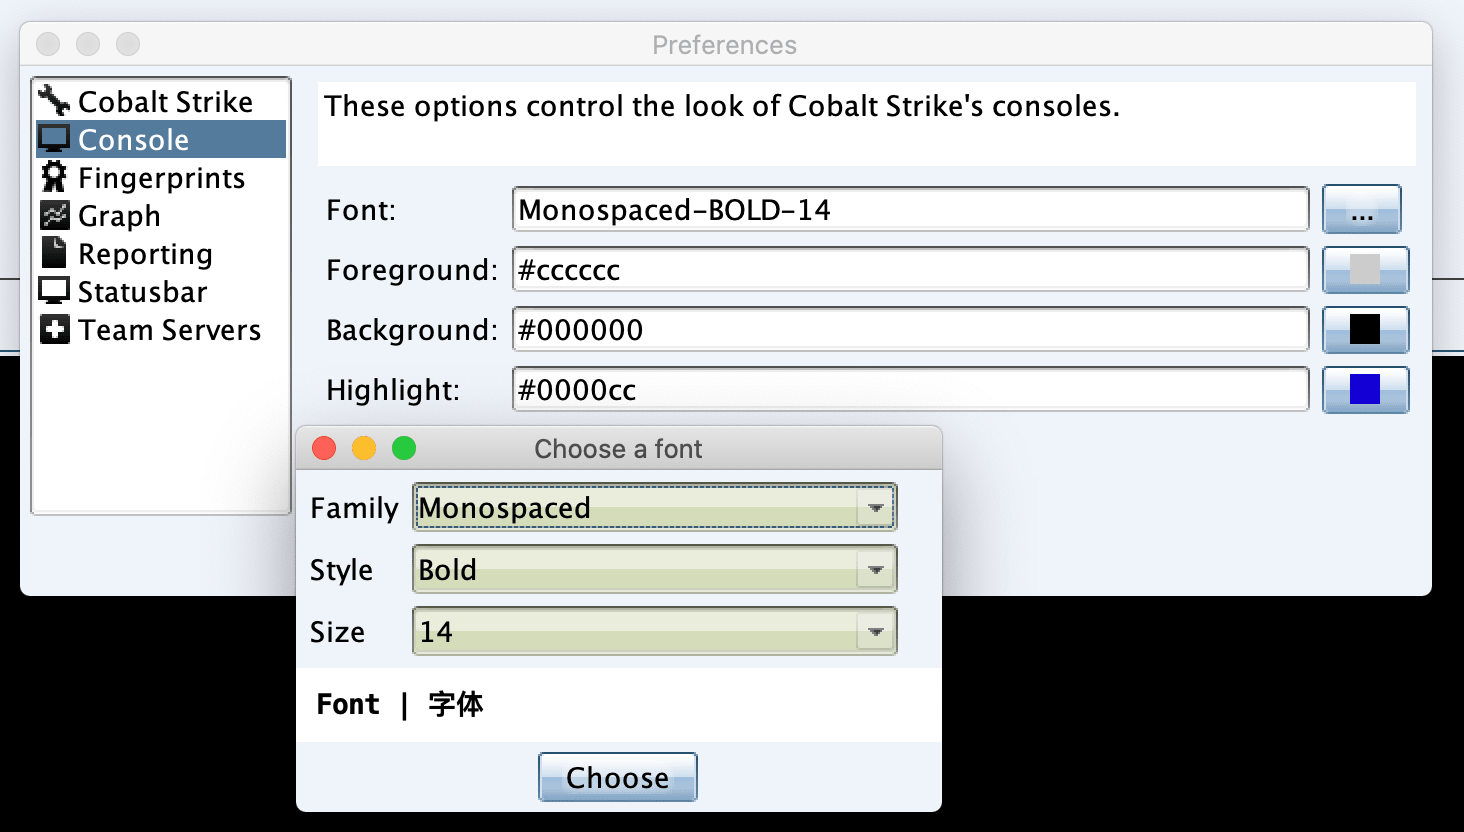 Preferences
Cobalt Strike
Console
Fingerprints
Graph
Reporting
Statusbar
Team Servers
These options control the look of Cobalt Strike's consoles.
Font: Monospaced-BOLD-14 ...
Foreground: #cccccc
Background: #000000
Highlight: #0000cc
Choose a font
Family Monospaced
Style Bold
Size 14
Font | 字体
Choose